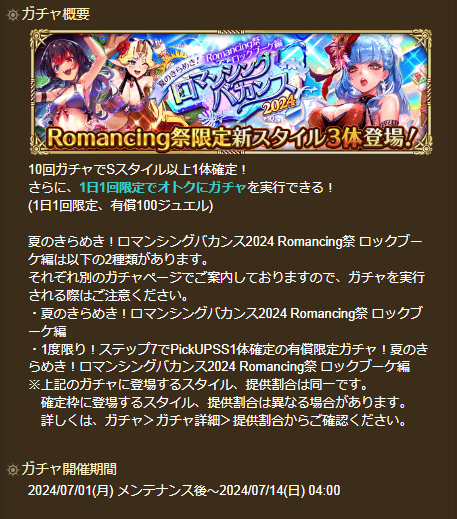 ガチャ概要
夏のきらめき！ Romancing祭 ロックブーケ編
ロマンシング
バカンス
2024
Romancing祭限定新スタイル3体登場！
10回ガチャでSスタイル以上1体確定！
さらに、1日1回限定でオトクにガチャを実行できる！
(1日1回限定、有償100ジュエル)
夏のきらめき！ロマンシングバカンス2024 Romancing祭 ロックブー
ケ編は以下の2種類があります。
それぞれ別のガチャページでご案内しておりますので、ガチャを実行
される際はご注意ください。
・夏のきらめき！ロマンシングバカンス2024 Romancing祭 ロックブ
ーケ編
・1度限り！ステップ7でPickUPSS1体確定の有償限定ガチャ！夏のき
らめき！ロマンシングバカンス2024 Romancing祭 ロックブーケ編
※上記のガチャに登場するスタイル、提供割合は同一です。
確定枠に登場するスタイル、提供割合は異なる場合があります。
詳しくは、ガチャ＞ガチャ詳細＞提供割合からご確認ください。
ガチャ開催期間
2024/07/01(月) メンテナンス後～2024/07/14(日) 04:00